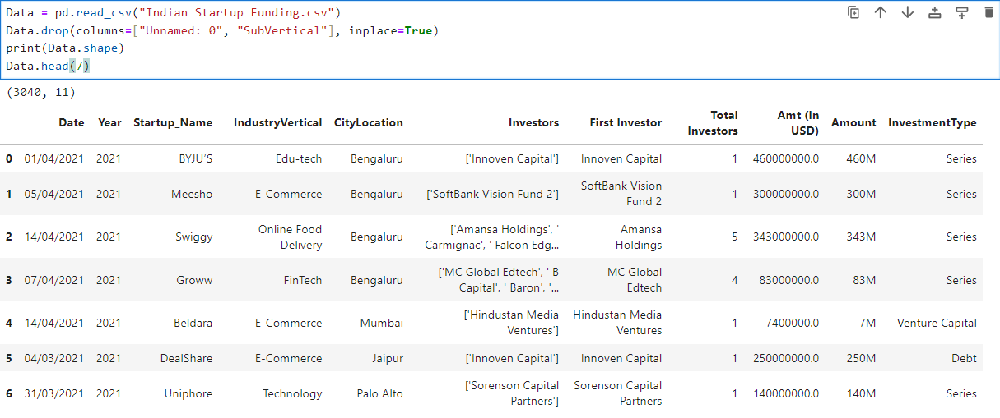 Data = pd.read_csv("Indian Startup Funding.csv")
Data.drop(columns=["Unnamed: 0", "SubVertical"], inplace=True)
print(Data.shape)
Data.head(7)
(3040, 11)
Date Year Startup_Name IndustryVertical CityLocation Investors First Investor Total Investors Amt (in USD) Amount InvestmentType
0 01/04/2021 2021 BYJU’S Edu-tech Bengaluru ['Innoven Capital'] Innoven Capital 1 460000000.0 460M Series
1 05/04/2021 2021 Meesho E-Commerce Bengaluru ['SoftBank Vision Fund 2'] SoftBank Vision Fund 2 1 300000000.0 300M Series
2 14/04/2021 2021 Swiggy Online Food Delivery Bengaluru ['Amansa Holdings', ' Carmignac', ' Falcon Edg... Amansa Holdings 5 343000000.0 343M Series
3 07/04/2021 2021 Groww FinTech Bengaluru ['MC Global Edtech', ' B Capital', ' Baron', '... MC Global Edtech 4 83000000.0 83M Series
4 14/04/2021 2021 Beldara E-Commerce Mumbai ['Hindustan Media Ventures'] Hindustan Media Ventures 1 7400000.0 7M Venture Capital
5 04/03/2021 2021 DealShare E-Commerce Jaipur ['Innoven Capital'] Innoven Capital 1 250000000.0 250M Debt
6 31/03/2021 2021 Uniphore Technology Palo Alto ['Sorenson Capital Partners'] Sorenson Capital Partners 1 140000000.0 140M Series